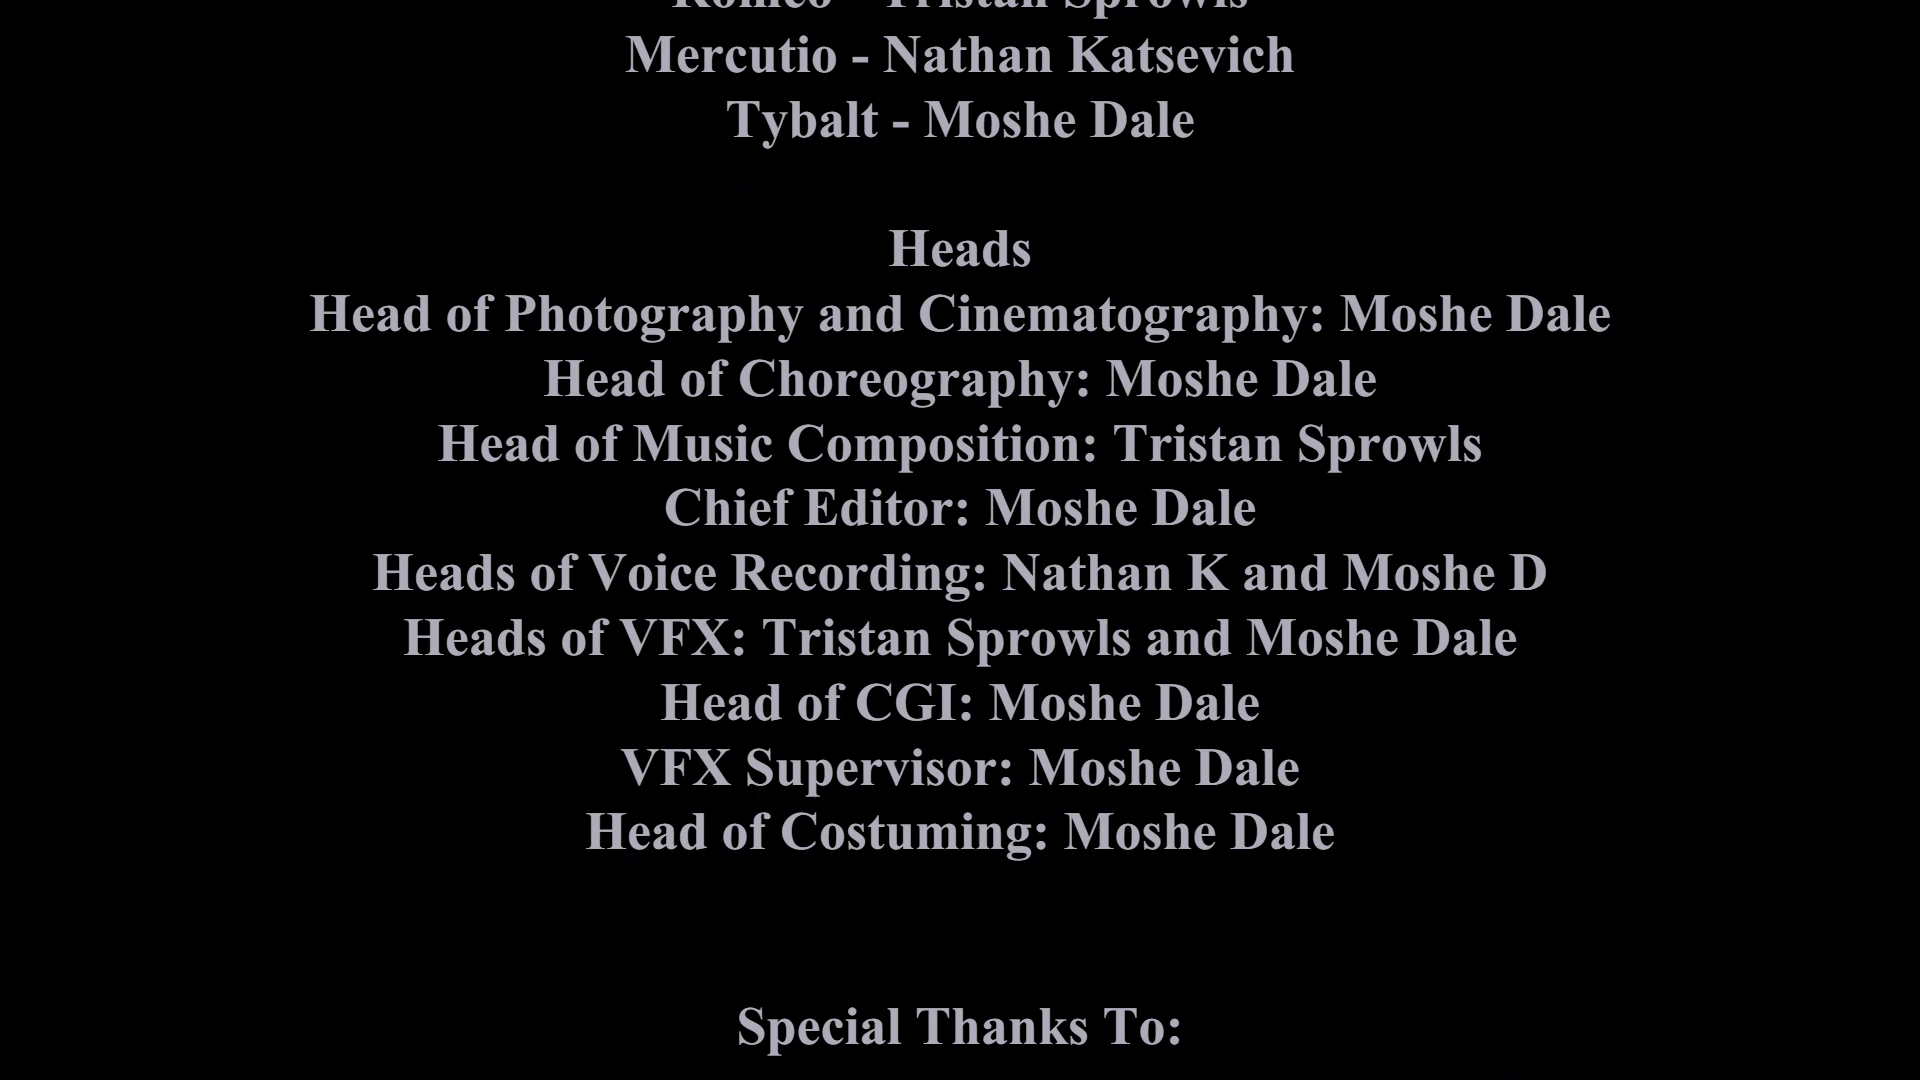 Romeo - Tristan Sprowls
Mercutio - Nathan Katsevich
Tybalt - Moshe Dale
Heads
Head of Photography and Cinematography: Moshe Dale
Head of Choreography: Moshe Dale
Head of Music Composition: Tristan Sprowls
Chief Editor: Moshe Dale
Heads of Voice Recording: Nathan K and Moshe D
Heads of VFX: Tristan Sprowls and Moshe Dale
Head of CGI: Moshe Dale
VFX Supervisor: Moshe Dale
Head of Costuming: Moshe Dale
Special Thanks To: